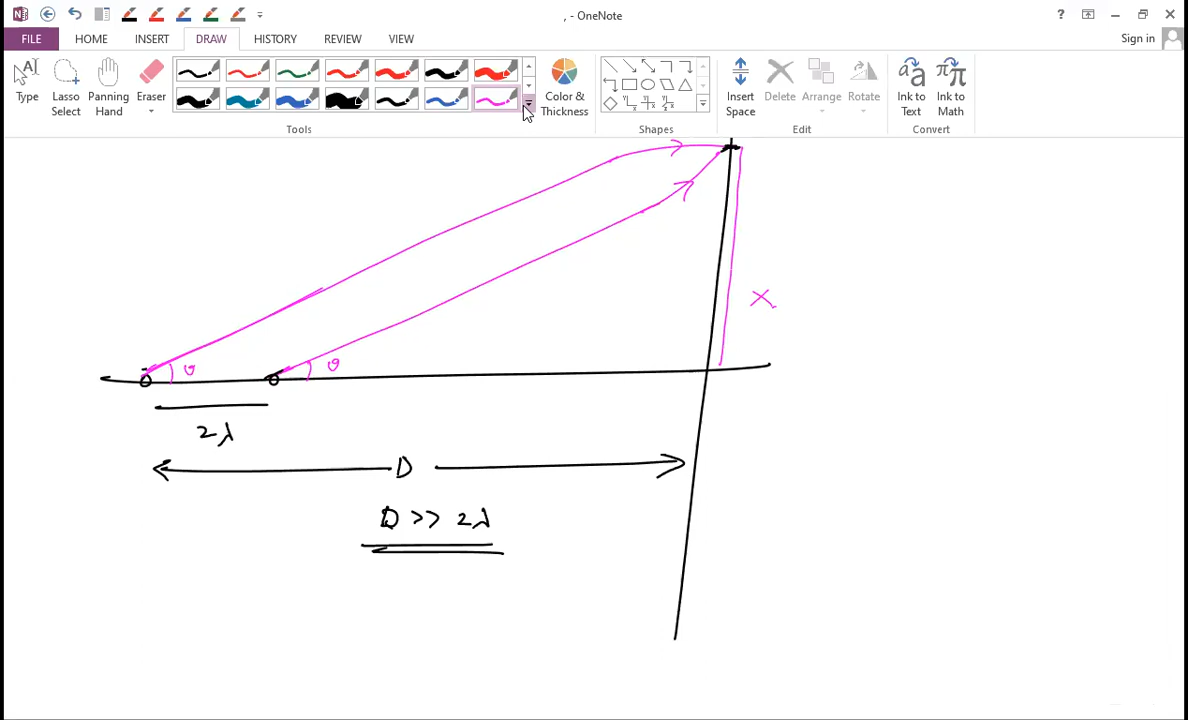 , - OneNote
?
FILE HOME INSERT DRAW HISTORY REVIEW VIEW
Sign in
Type
Lasso Select
Panning Hand
Eraser
Color & Thickness
Insert Space
Delete
Arrange
Rotate
Ink to Text
Ink to Math
Tools
Shapes
Edit
Convert
x
θ θ
2λ
D
D >> 2λ